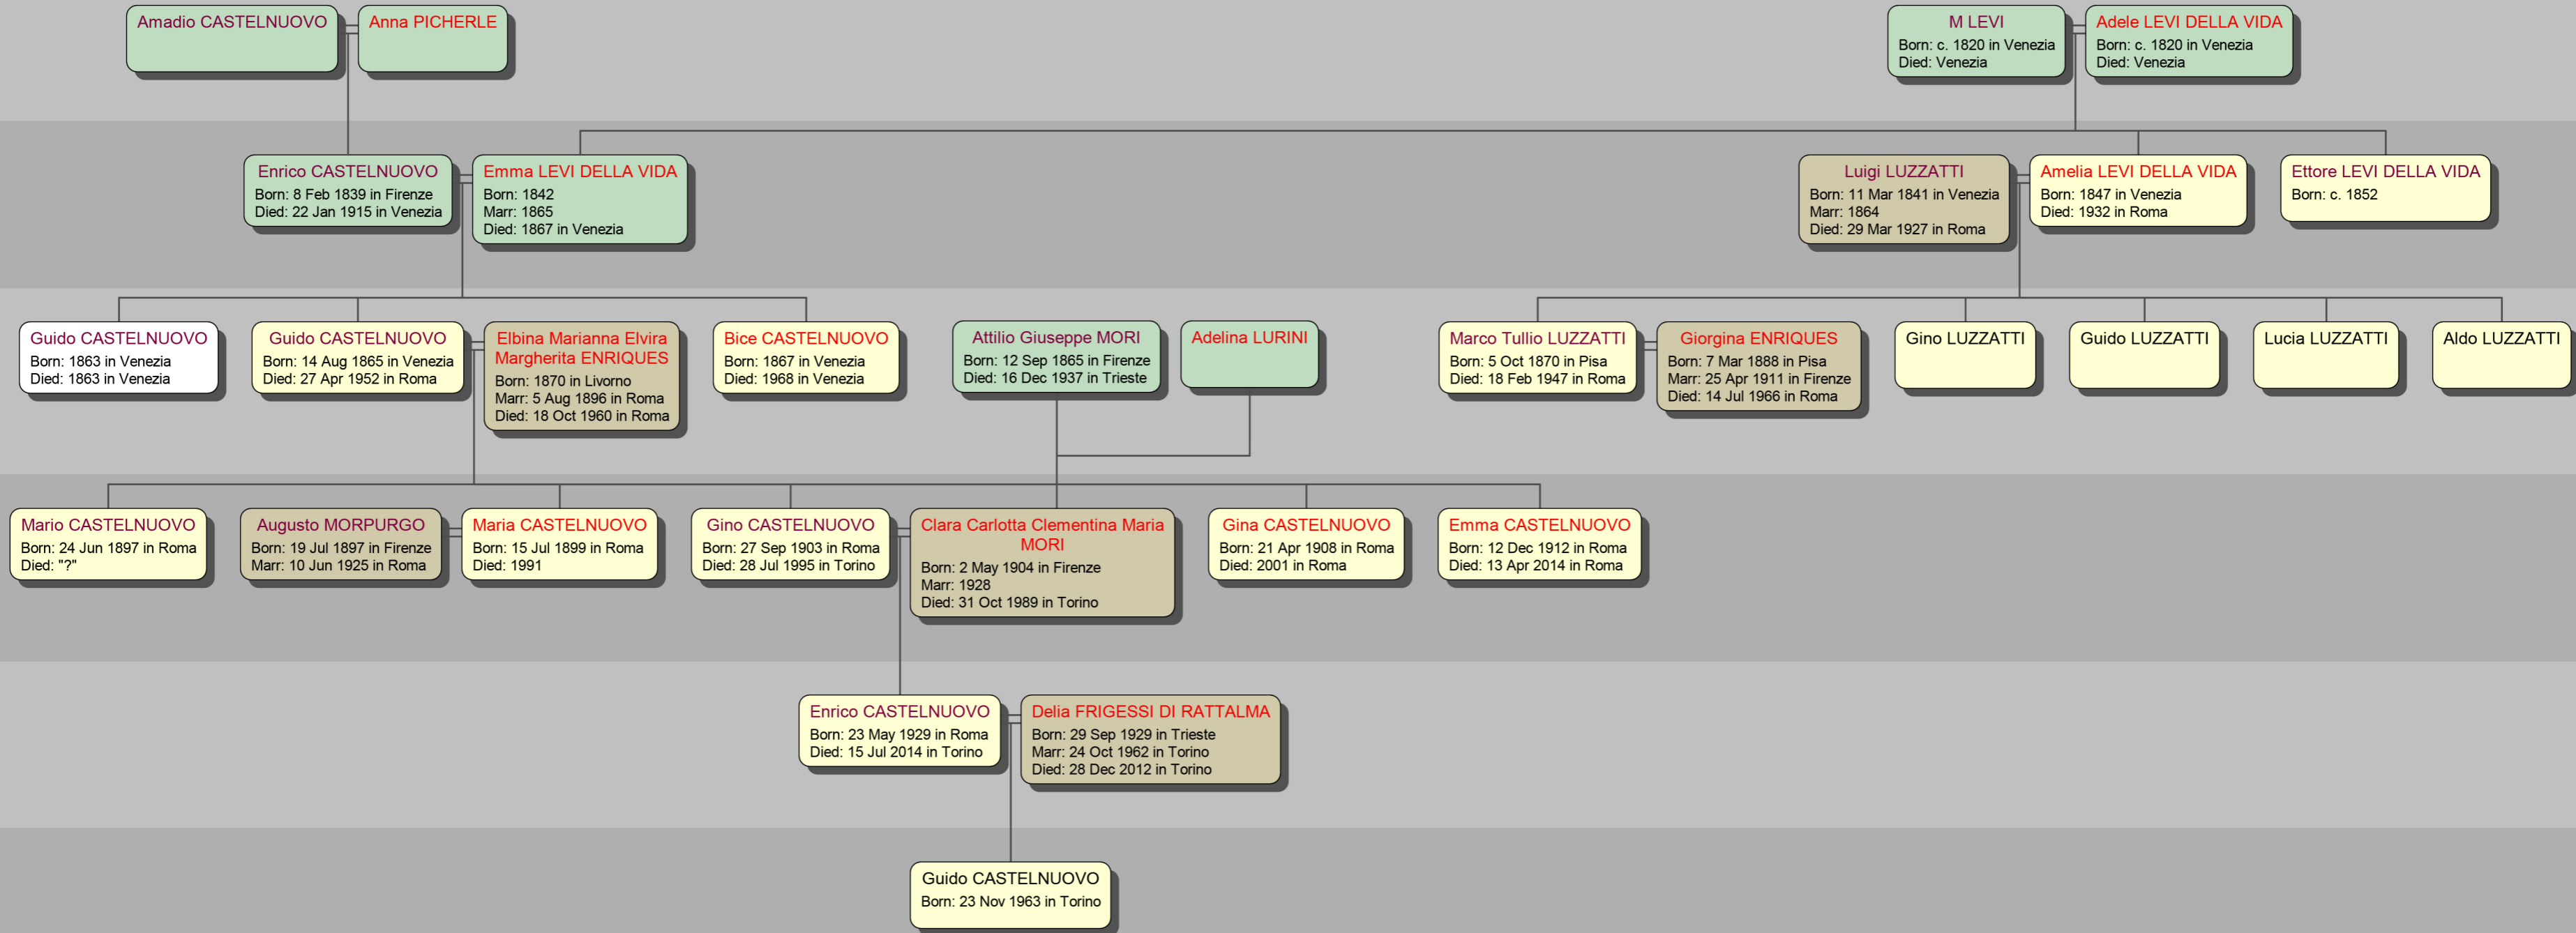 Amadio CASTELNUOVO
Anna PICHERLE
M LEVI
Born: c. 1820 in Venezia
Died: Venezia
Adele LEVI DELLA VIDA
Born: c. 1820 in Venezia
Died: Venezia
Enrico CASTELNUOVO
Born: 8 Feb 1839 in Firenze
Died: 22 Jan 1915 in Venezia
Emma LEVI DELLA VIDA
Born: 1842
Marr: 1865
Died: 1867 in Venezia
Luigi LUZZATTI
Born: 11 Mar 1841 in Venezia
Marr: 1864
Died: 29 Mar 1927 in Roma
Amelia LEVI DELLA VIDA
Born: 1847 in Venezia
Died: 1932 in Roma
Ettore LEVI DELLA VIDA
Born: c. 1852
Guido CASTELNUOVO
Born: 1863 in Venezia
Died: 1863 in Venezia
Guido CASTELNUOVO
Born: 14 Aug 1865 in Venezia
Died: 27 Apr 1952 in Roma
Elbina Marianna Elvira
Margherita ENRIQUES
Born: 1870 in Livorno
Marr: 5 Aug 1896 in Roma
Died: 18 Oct 1960 in Roma
Bice CASTELNUOVO
Born: 1867 in Venezia
Died: 1968 in Venezia
Attilio Giuseppe MORI
Born: 12 Sep 1865 in Firenze
Died: 16 Dec 1937 in Trieste
Adelina LURINI
Marco Tullio LUZZATTI
Born: 5 Oct 1870 in Pisa
Died: 18 Feb 1947 in Roma
Giorgina ENRIQUES
Born: 7 Mar 1888 in Pisa
Marr: 25 Apr 1911 in Firenze
Died: 14 Jul 1966 in Roma
Gino LUZZATTI
Guido LUZZATTI
Lucia LUZZATTI
Aldo LUZZATTI
Mario CASTELNUOVO
Born: 24 Jun 1897 in Roma
Died: "?"
Augusto MORPURGO
Born: 19 Jul 1897 in Firenze
Marr: 10 Jun 1925 in Roma
Maria CASTELNUOVO
Born: 15 Jul 1899 in Roma
Died: 1991
Gino CASTELNUOVO
Born: 27 Sep 1903 in Roma
Died: 28 Jul 1995 in Torino
Clara Carlotta Clementina Maria
MORI
Born: 2 May 1904 in Firenze
Marr: 1928
Died: 31 Oct 1989 in Torino
Gina CASTELNUOVO
Born: 21 Apr 1908 in Roma
Died: 2001 in Roma
Emma CASTELNUOVO
Born: 12 Dec 1912 in Roma
Died: 13 Apr 2014 in Roma
Enrico CASTELNUOVO
Born: 23 May 1929 in Roma
Died: 15 Jul 2014 in Torino
Delia FRIGESSI DI RATTALMA
Born: 29 Sep 1929 in Trieste
Marr: 24 Oct 1962 in Torino
Died: 28 Dec 2012 in Torino
Guido CASTELNUOVO
Born: 23 Nov 1963 in Torino